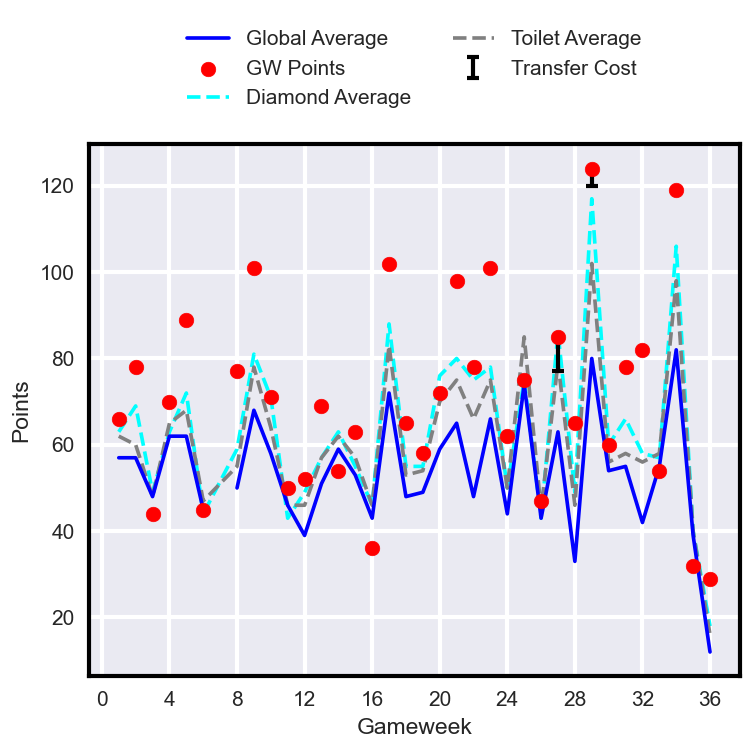 Global Average
GW Points
Diamond Average
Toilet Average
Transfer Cost
Points
120
100
80
60
40
20
0 4 8 12 16 20 24 28 32 36
Gameweek